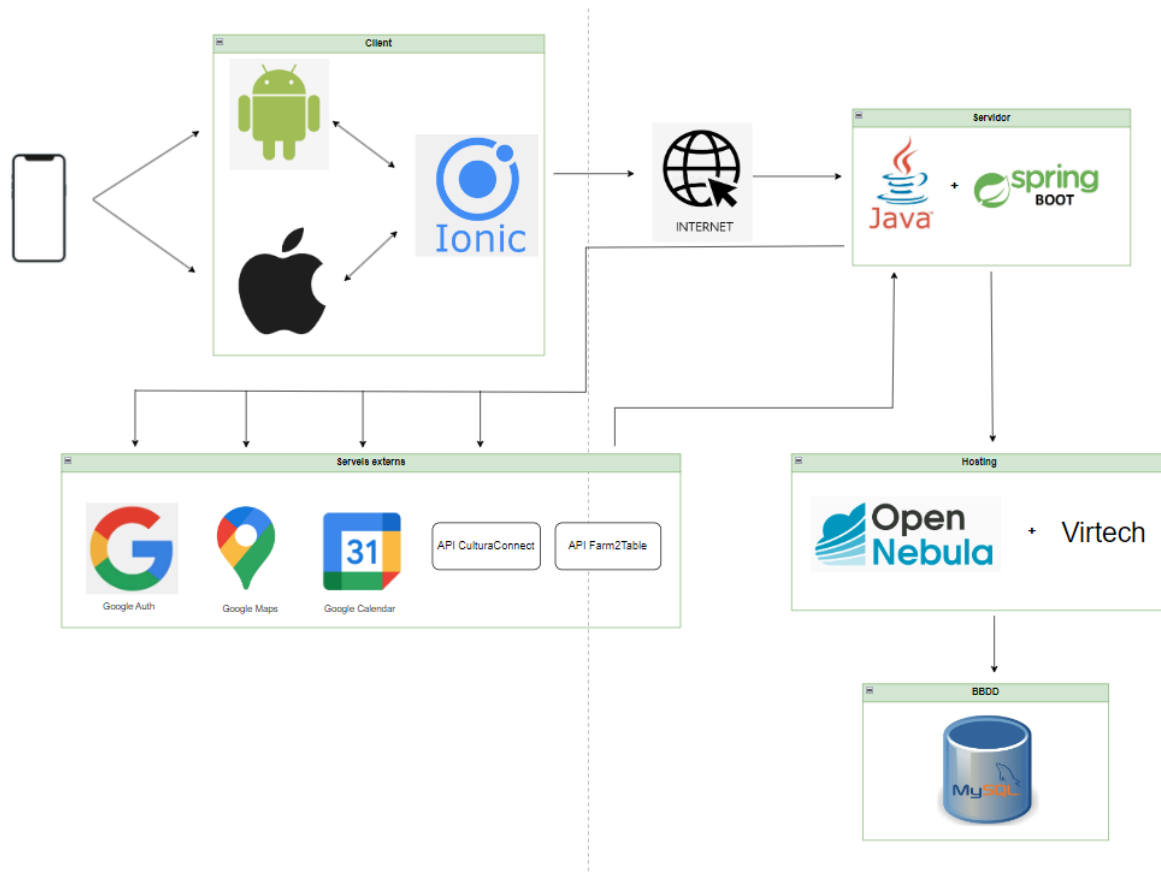 Client
Ionic
INTERNET
Servidor
Java
+
spring
BOOT
Serveis externs
31
Google Auth
Google Maps
Google Calendar
API CulturaConnect
API Farm2Table
Hosting
Open
Nebula
+
Virtech
BBDD
MySQL